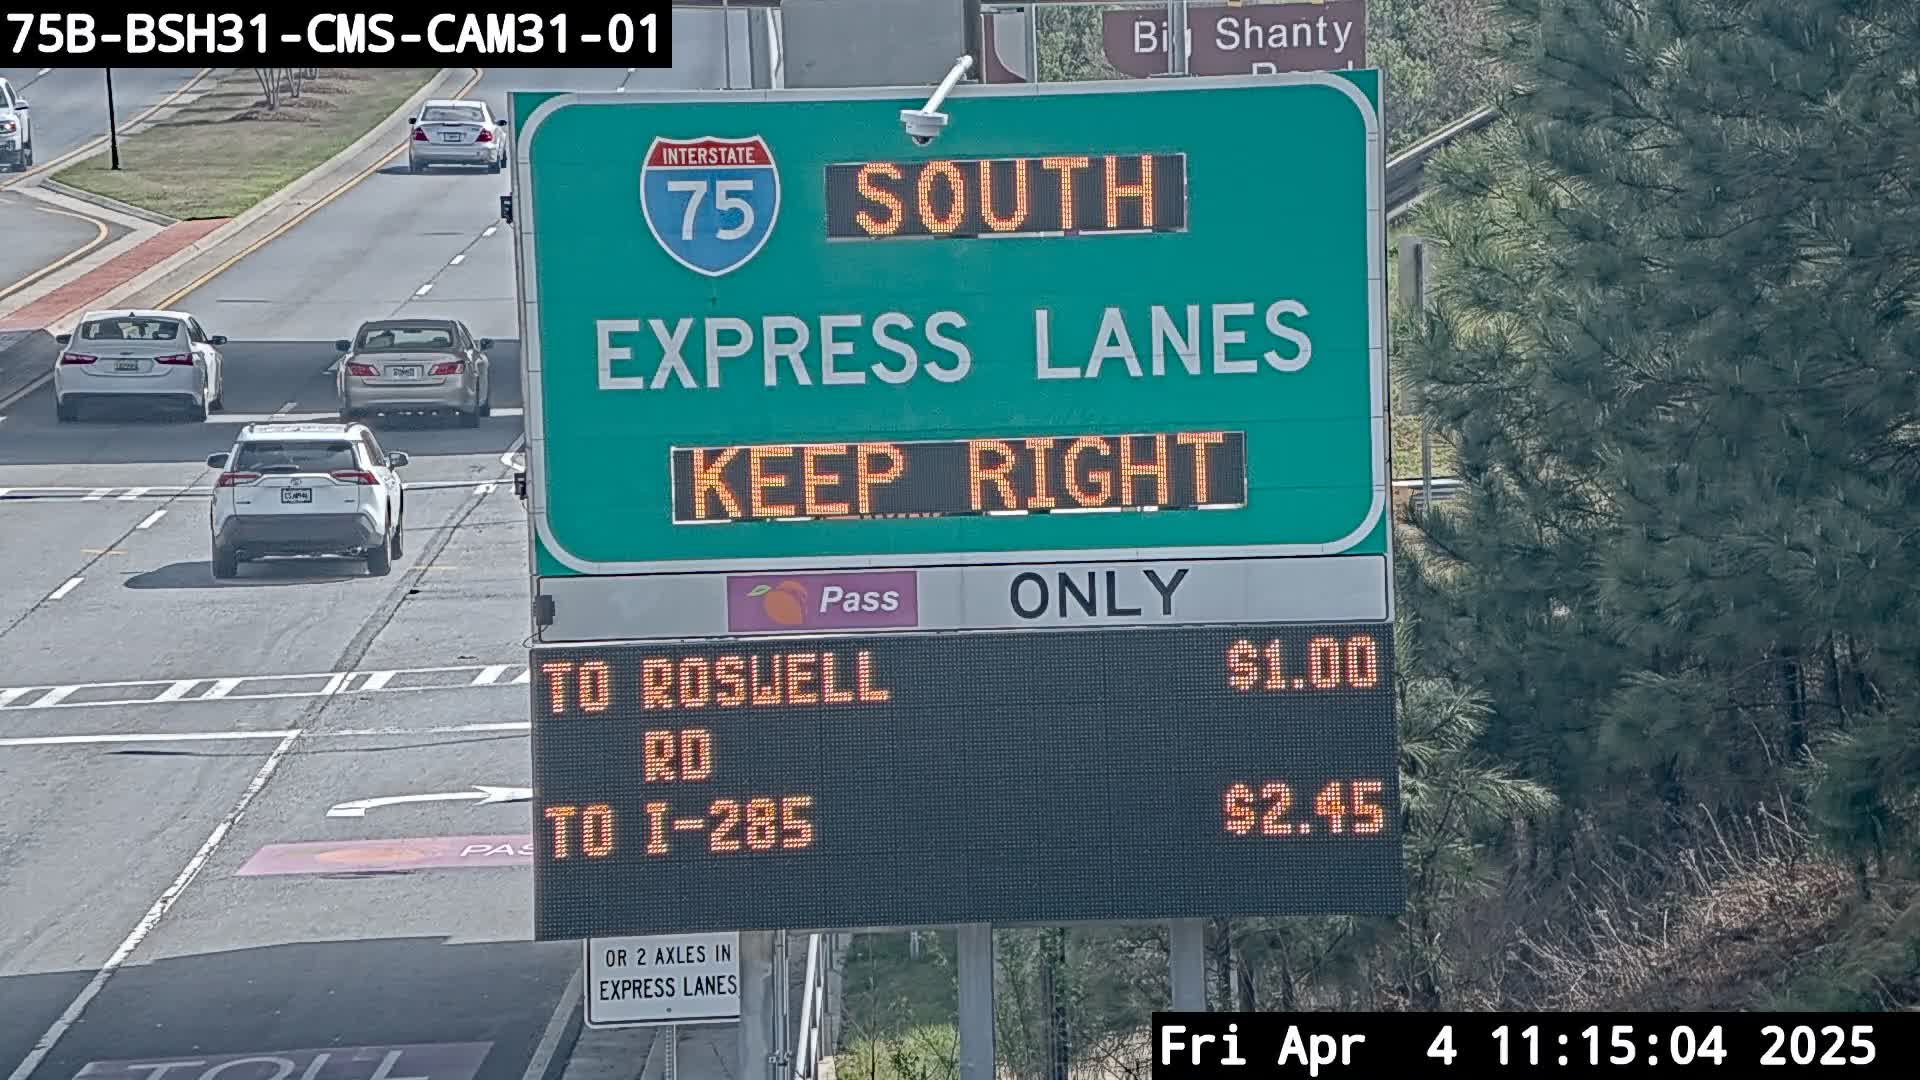 75B-BSH31-CMS-CAM31-01
Big Shanty
INTERSTATE
75
SOUTH
EXPRESS LANES
KEEP RIGHT
Pass ONLY
TO ROSWELL $1.00
RD
TO I-285 $2.45
PAS
OR 2 AXLES IN
EXPRESS LANES
TOLL
Fri Apr 4 11:15:04 2025